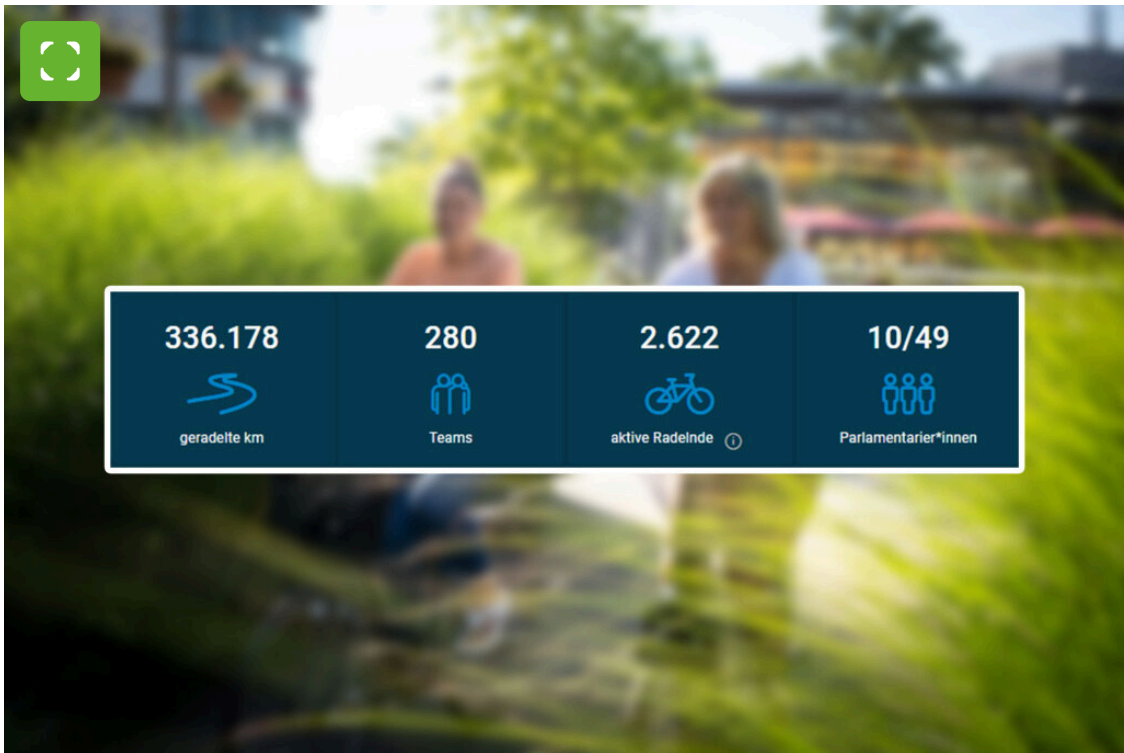 336.178
280
2.622
10/49
geradelte km
Teams
aktive Radelnde
Parlamentarier*innen